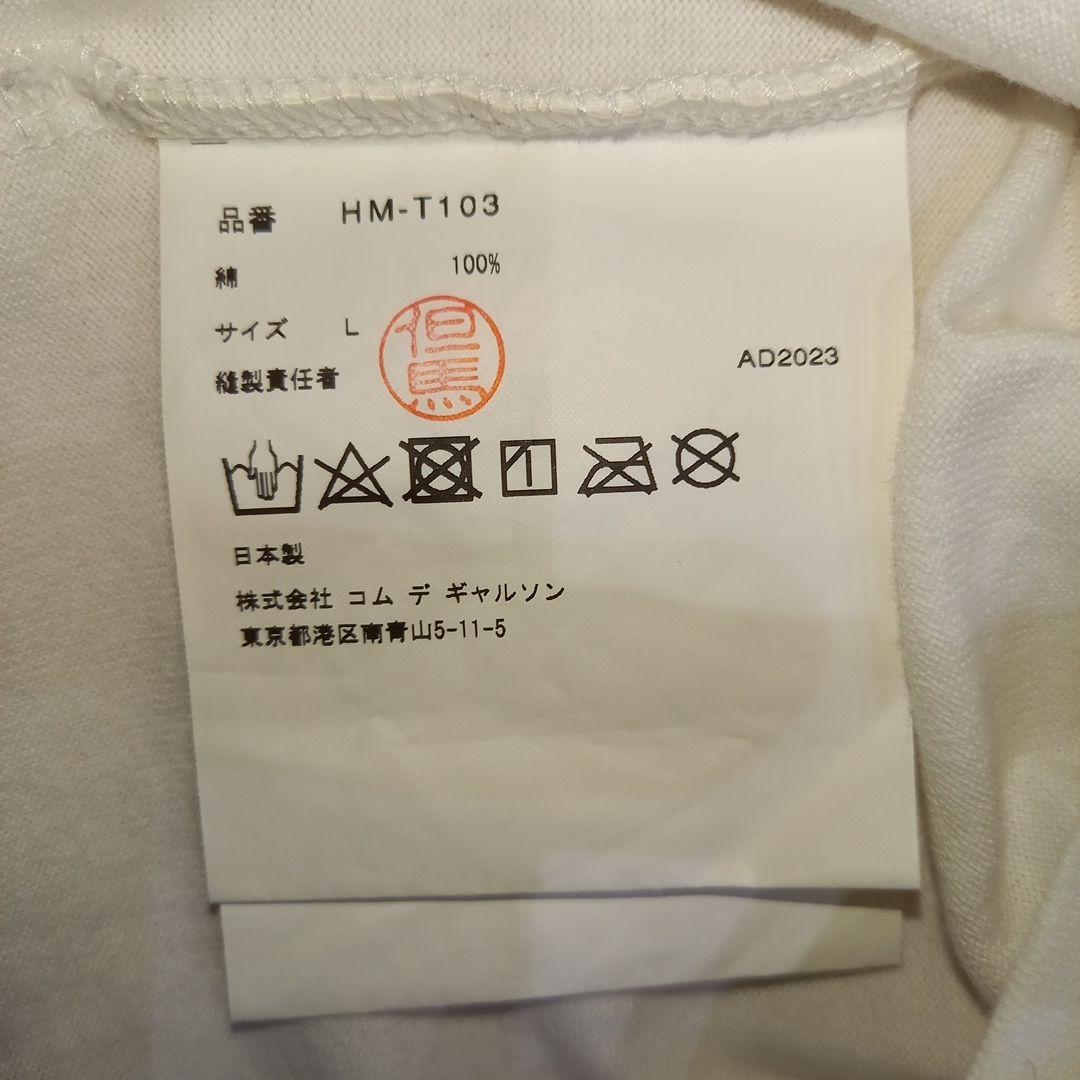 品番 HM-T103
綿 100%
サイズ L
縫製責任者 但馬
AD2023
日本製
株式会社 コム デ ギャルソン
東京都港区南青山5-11-5